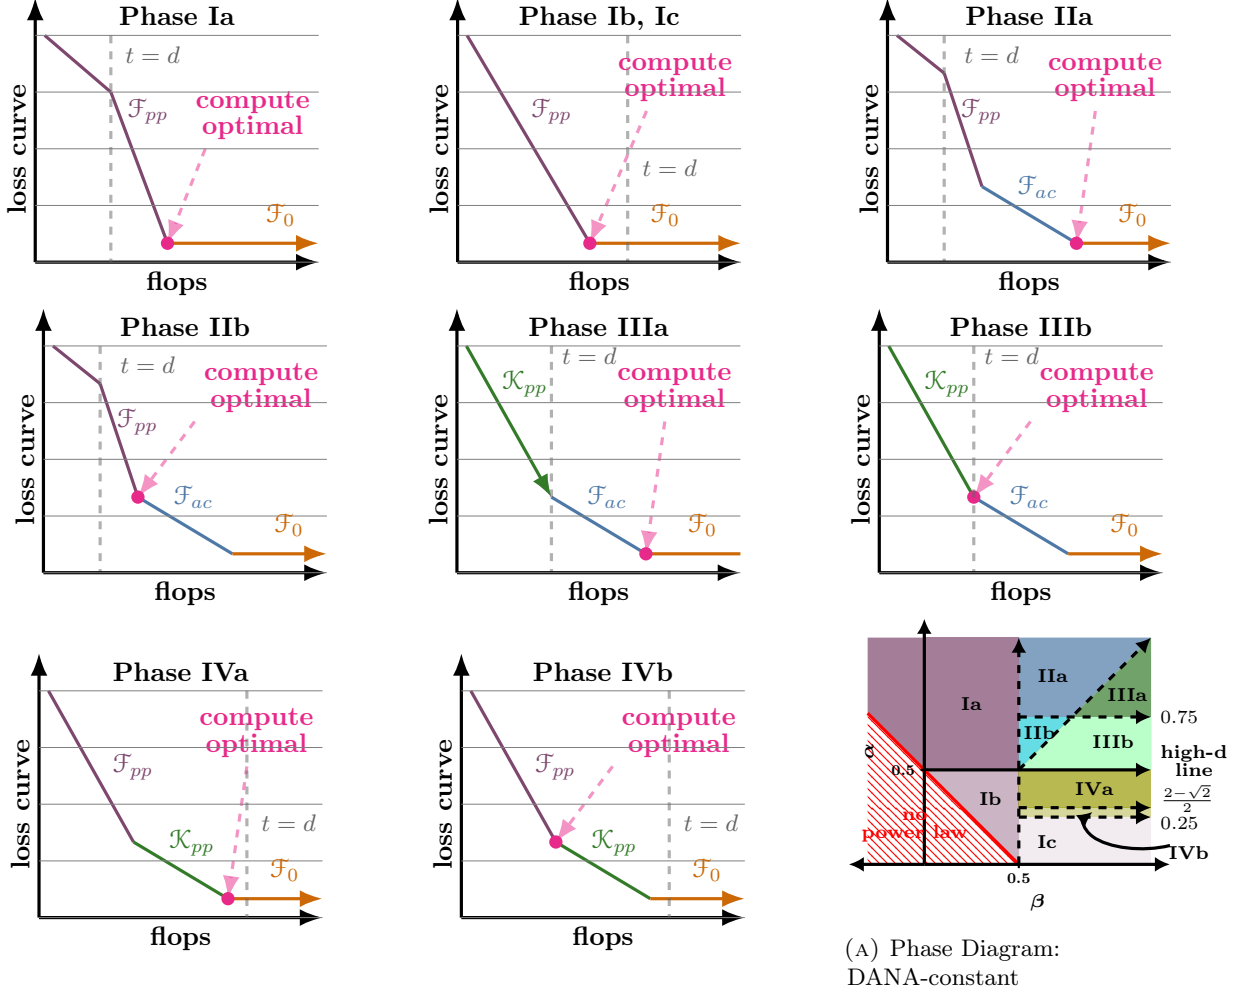 Phase Ia
loss curve
t = d
ℱpp
compute
optimal
ℱ0
flops
Phase Ib, Ic
loss curve
ℱpp
compute
optimal
t = d
ℱ0
flops
Phase IIa
loss curve
t = d
ℱpp
compute
optimal
ℱac
ℱ0
flops
Phase IIb
loss curve
t = d
ℱpp
compute
optimal
ℱac
ℱ0
flops
Phase IIIa
loss curve
t = d
𝒦pp
compute
optimal
ℱac
ℱ0
flops
Phase IIIb
loss curve
t = d
𝒦pp
compute
optimal
ℱac
ℱ0
flops
Phase IVa
loss curve
compute
optimal
ℱpp
t = d
𝒦pp
ℱ0
flops
Phase IVb
loss curve
compute
optimal
ℱpp
t = d
𝒦pp
ℱ0
flops
IIa
Ia
IIIa
0.75
IIb
IIIb
α
high-d
line
0.5
IVa
2−√2/2
Ib
0.25
no
power law
Ic
IVb
0.5
β
(A) Phase Diagram:
DANA-constant